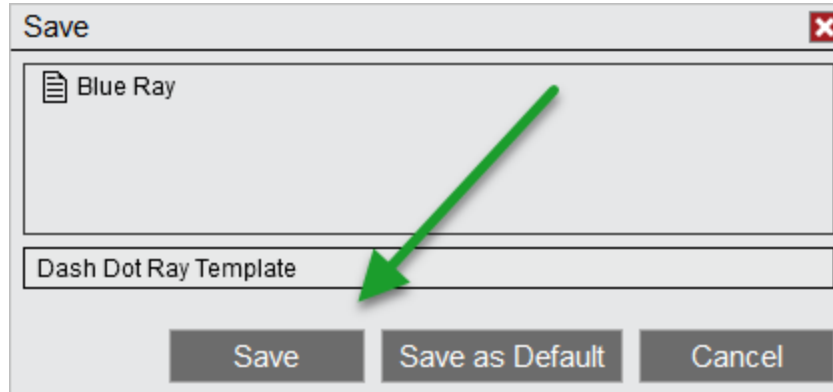 Save
Blue Ray
Dash Dot Ray Template
Save Save as Default Cancel